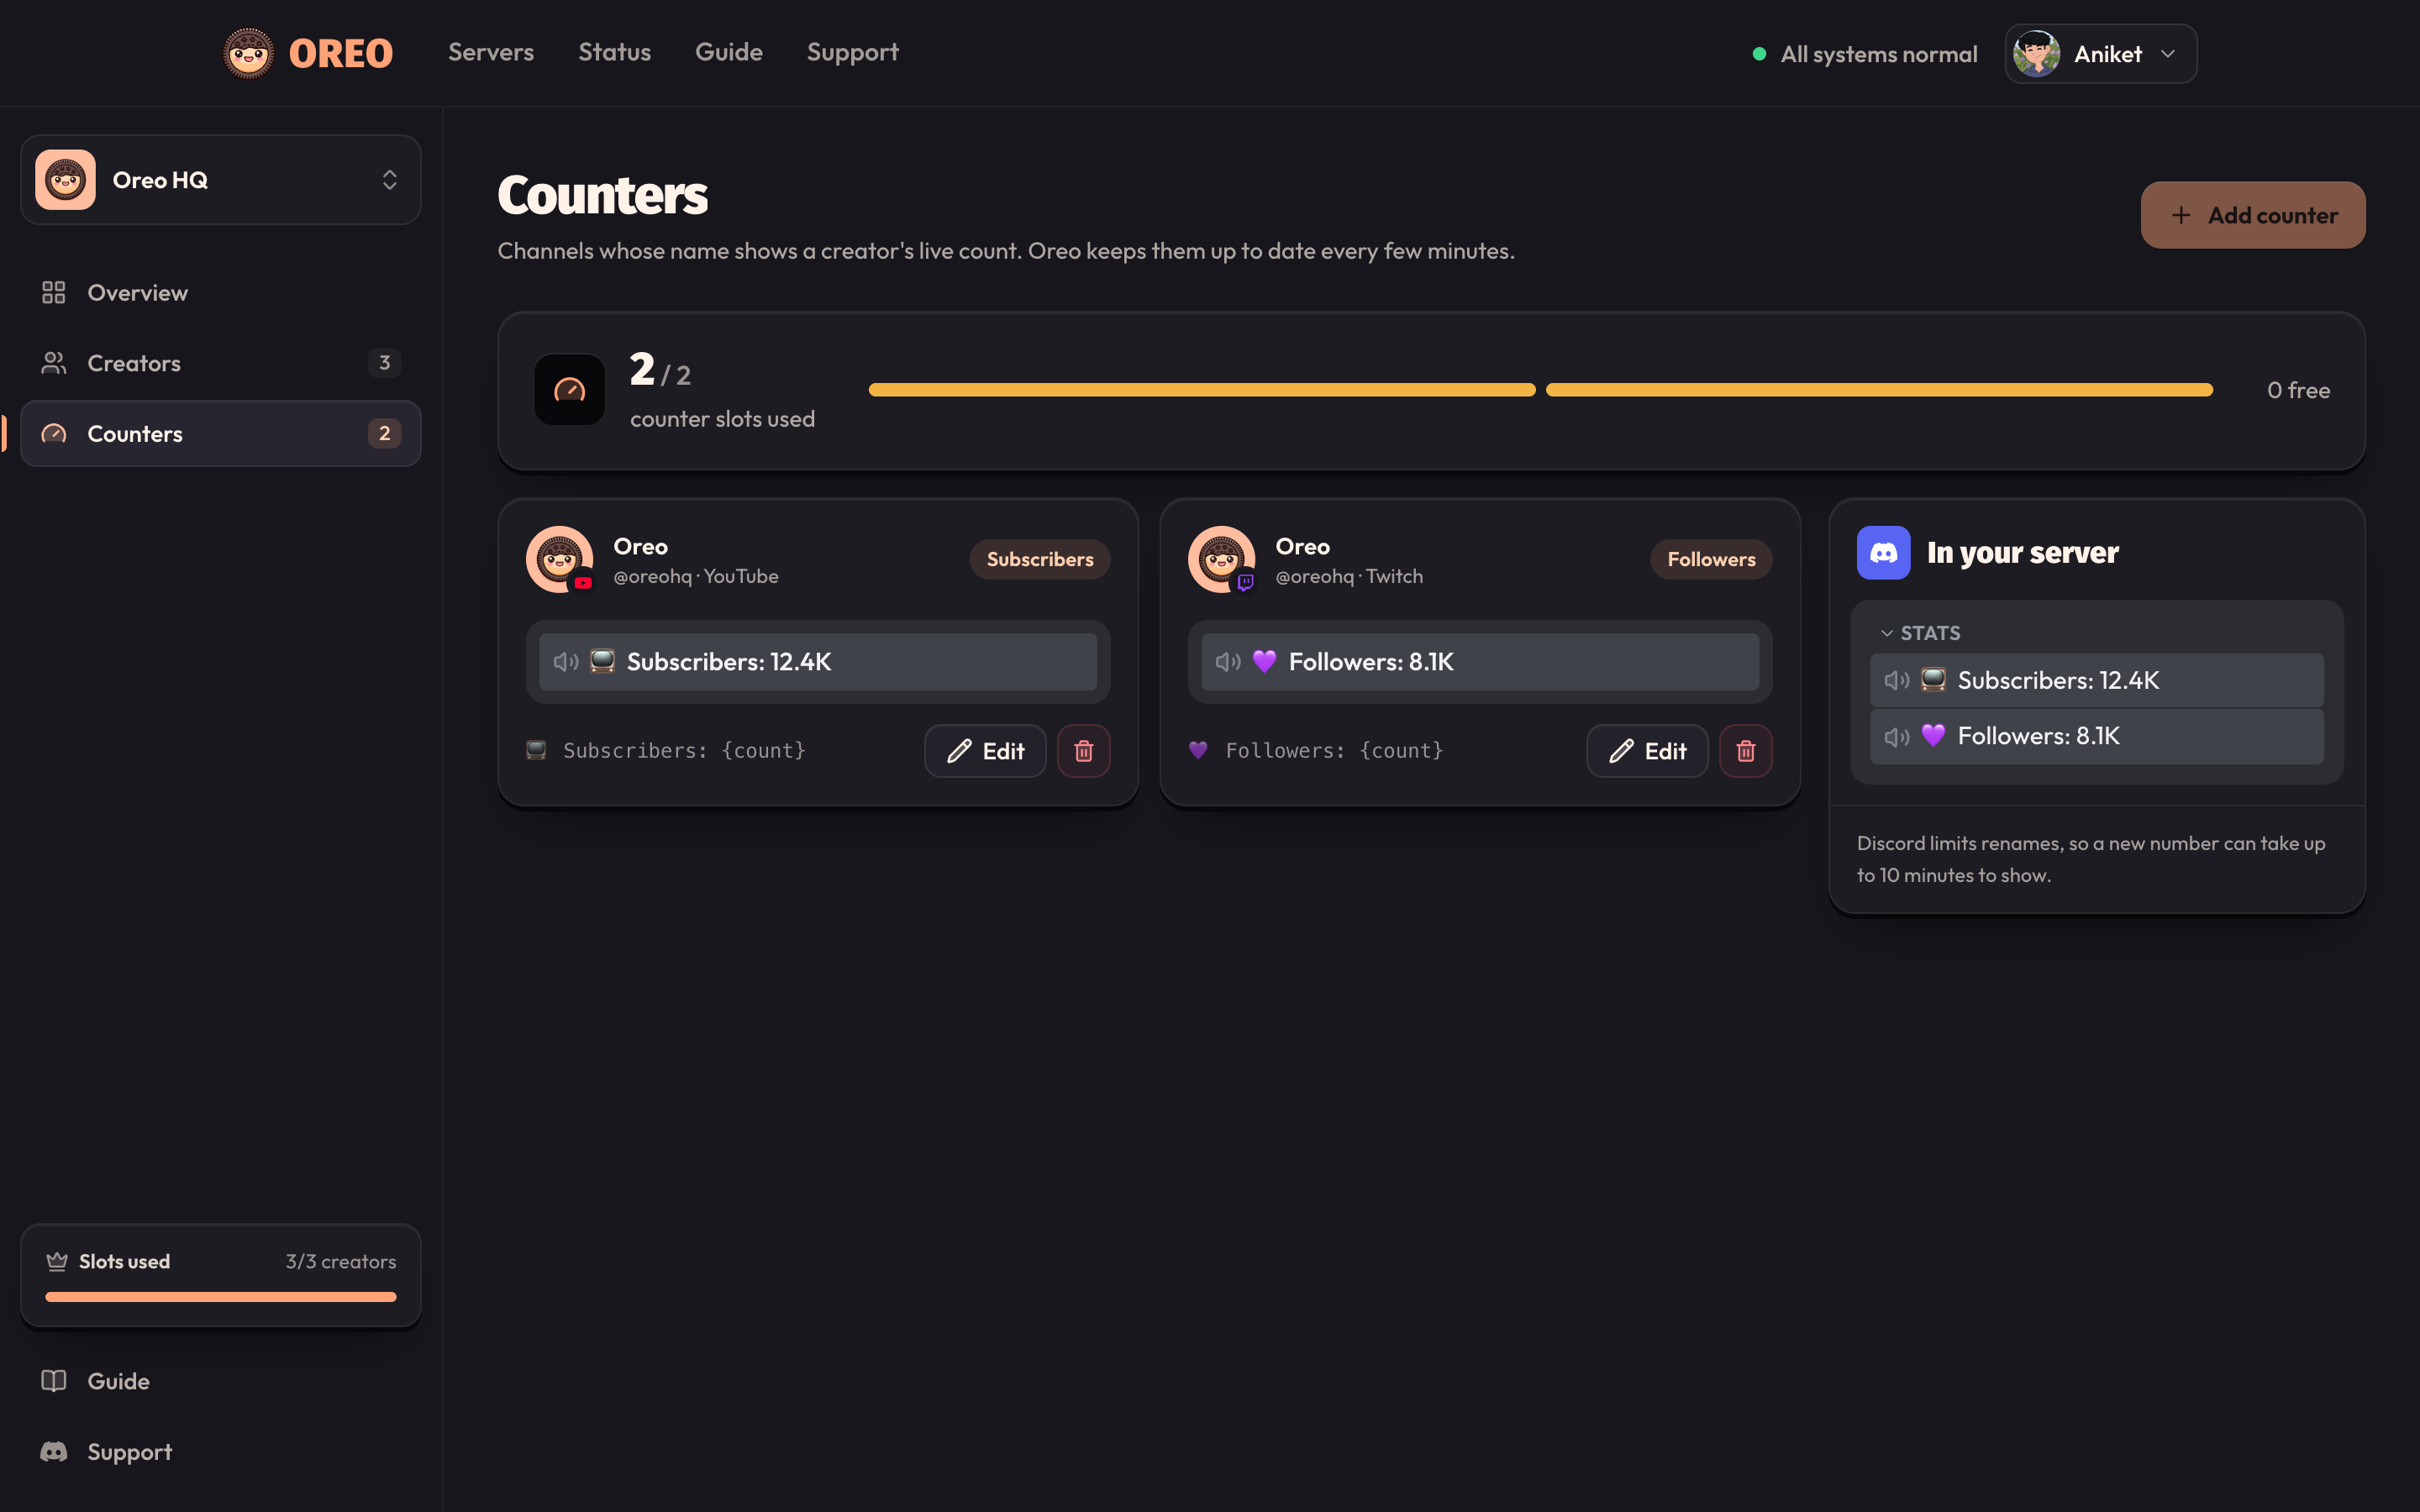 OREO
Servers
Status
Guide
Support
All systems normal
Aniket
Oreo HQ
Overview
Creators
3
Counters
2
Slots used
3/3 creators
Guide
Support
Counters
Channels whose name shows a creator's live count. Oreo keeps them up to date every few minutes.
Add counter
2 / 2
counter slots used
0 free
Oreo
@oreohq · YouTube
Subscribers
📺 Subscribers: 12.4K
📺 Subscribers: {count}
Edit
Oreo
@oreohq · Twitch
Followers
💜 Followers: 8.1K
💜 Followers: {count}
Edit
In your server
STATS
📺 Subscribers: 12.4K
💜 Followers: 8.1K
Discord limits renames, so a new number can take up
to 10 minutes to show.